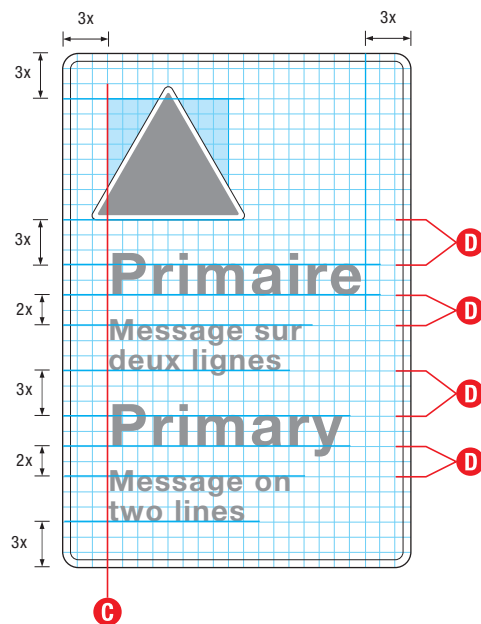 3x 3x
3x
3x
D
Primaire
2x
D
Message sur
deux lignes
3x
D
Primary
2x
D
Message on
two lines
3x
C